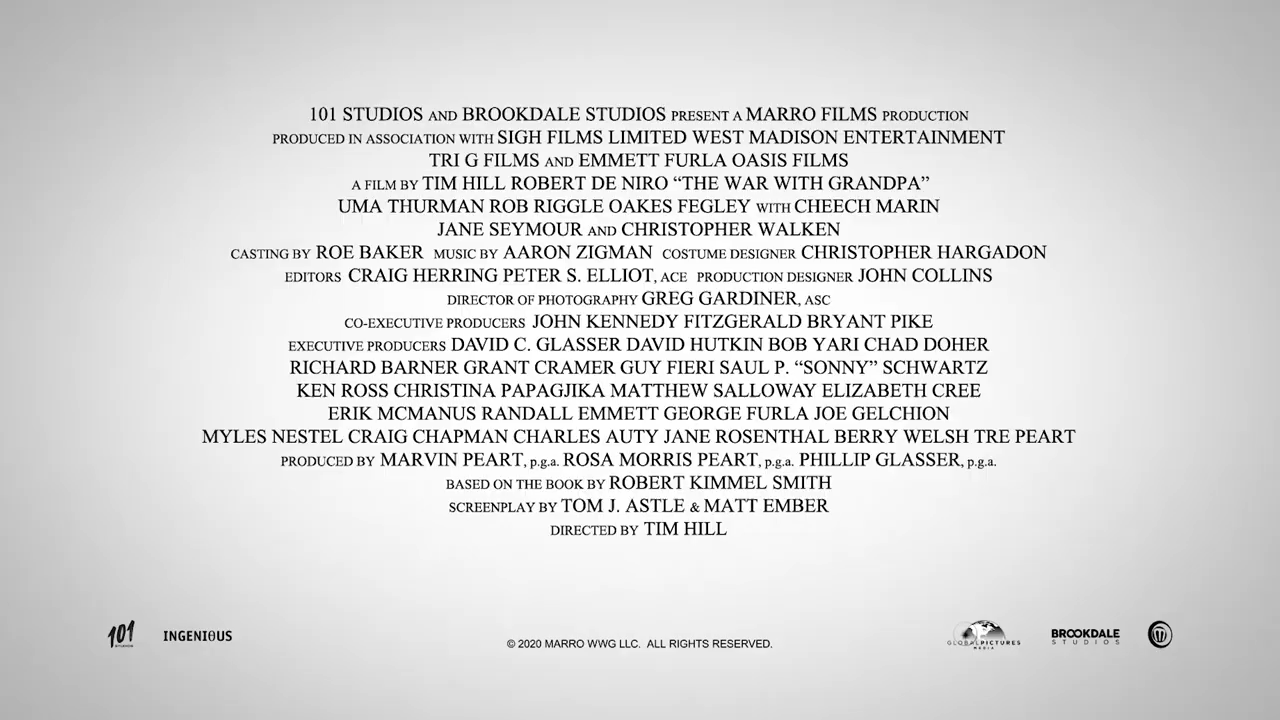 101 STUDIOS AND BROOKDALE STUDIOS PRESENT A MARRO FILMS PRODUCTION
PRODUCED IN ASSOCIATION WITH SIGH FILMS LIMITED WEST MADISON ENTERTAINMENT
TRI G FILMS AND EMMETT FURLA OASIS FILMS
A FILM BY TIM HILL ROBERT DE NIRO “THE WAR WITH GRANDPA”
UMA THURMAN ROB RIGGLE OAKES FEGLEY WITH CHEECH MARIN
JANE SEYMOUR AND CHRISTOPHER WALKEN
CASTING BY ROE BAKER MUSIC BY AARON ZIGMAN COSTUME DESIGNER CHRISTOPHER HARGADON
EDITORS CRAIG HERRING PETER S. ELLIOT, ACE PRODUCTION DESIGNER JOHN COLLINS
DIRECTOR OF PHOTOGRAPHY GREG GARDINER, ASC
CO-EXECUTIVE PRODUCERS JOHN KENNEDY FITZGERALD BRYANT PIKE
EXECUTIVE PRODUCERS DAVID C. GLASSER DAVID HUTKIN BOB YARI CHAD DOHER
RICHARD BARNER GRANT CRAMER GUY FIERI SAUL P. “SONNY” SCHWARTZ
KEN ROSS CHRISTINA PAPAGJIKA MATTHEW SALLOWAY ELIZABETH CREE
ERIK MCMANUS RANDALL EMMETT GEORGE FURLA JOE GELCHION
MYLES NESTEL CRAIG CHAPMAN CHARLES AUTY JANE ROSENTHAL BERRY WELSH TRE PEART
PRODUCED BY MARVIN PEART, p.g.a. ROSA MORRIS PEART, p.g.a. PHILLIP GLASSER, p.g.a.
BASED ON THE BOOK BY ROBERT KIMMEL SMITH
SCREENPLAY BY TOM J. ASTLE & MATT EMBER
DIRECTED BY TIM HILL
101
STUDIOS
INGENIOUS
© 2020 MARRO WWG LLC. ALL RIGHTS RESERVED.
GLOBALPICTURES
MEDIA
BROOKDALE
STUDIOS